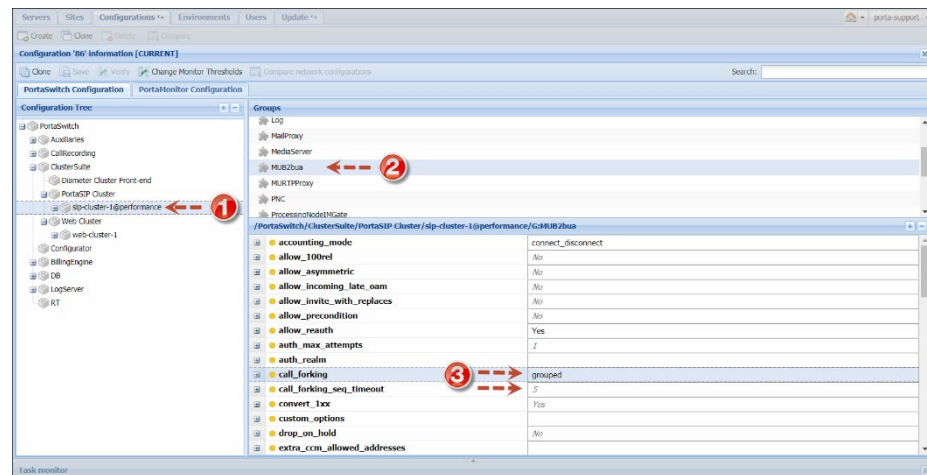 Servers Sites Configurations Environments Users Update porta-support
Create Clone Delete Compare
Configuration '86' information [CURRENT]
Clone Save Verify Change Monitor Thresholds Compare network configurations Search:
PortaSwitch Configuration PortaMonitor Configuration
Configuration Tree
PortaSwitch
Auxiliaries
CallRecording
ClusterSuite
Diameter Cluster Front-end
PortaSIP Cluster
sip-cluster-1@performance 1
Web Cluster
web-cluster-1
Configurator
BillingEngine
DB
LogServer
RT
Groups
Log
MailProxy
MediaServer
MUB2bua 2
MURTPProxy
PNC
ProcessingNodeIMGate
/PortaSwitch/ClusterSuite/PortaSIP Cluster/sip-cluster-1@performance/G:MUB2bua
accounting_mode connect_disconnect
allow_100rel No
allow_asymmetric No
allow_incoming_late_oam No
allow_invite_with_replaces No
allow_precondition No
allow_reauth Yes
auth_max_attempts 1
auth_realm
call_forking 3 grouped
call_forking_seq_timeout 5
convert_1xx Yes
custom_options
drop_on_hold No
extra_ccm_allowed_addresses
Task monitor